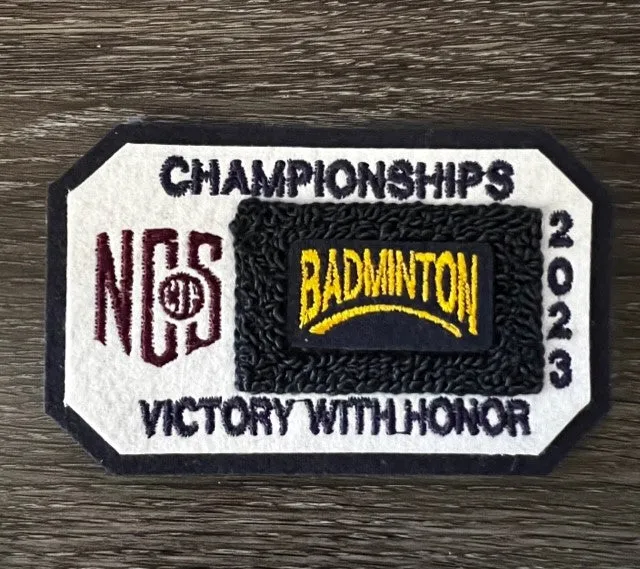 CHAMPIONSHIPS
NCS
BADMINTON
2023
VICTORY WITH HONOR